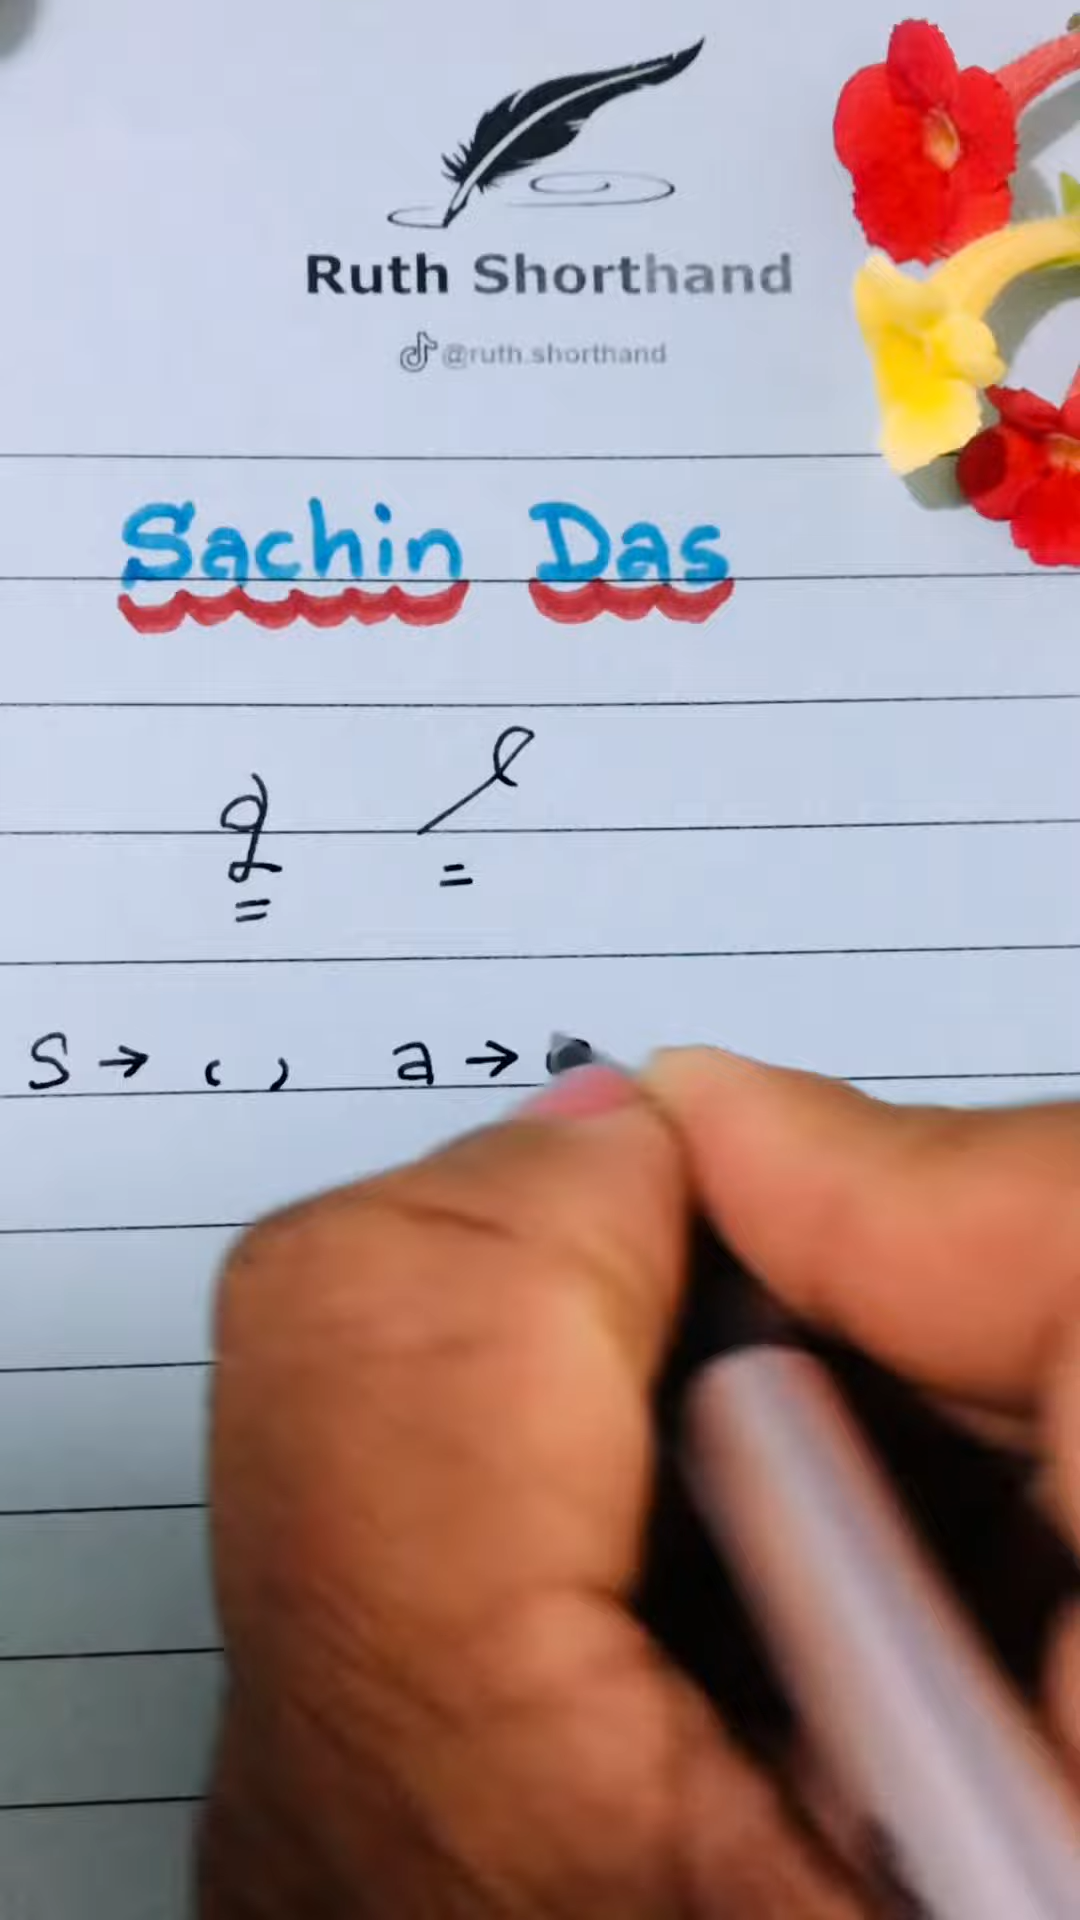 Ruth Shorthand
@ruth.shorthand
Sachin Das
S → ( ) a →